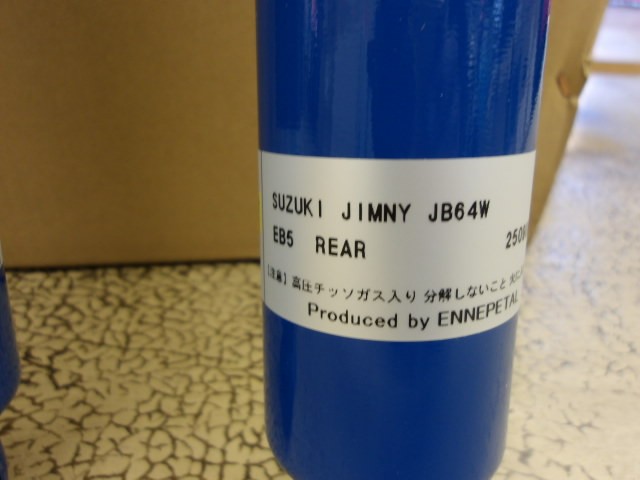 SUZUKI JIMNY JB64W
EB5 REAR 250
【注意】高圧チッソガス入り 分解しないこと
Produced by ENNEPETAL